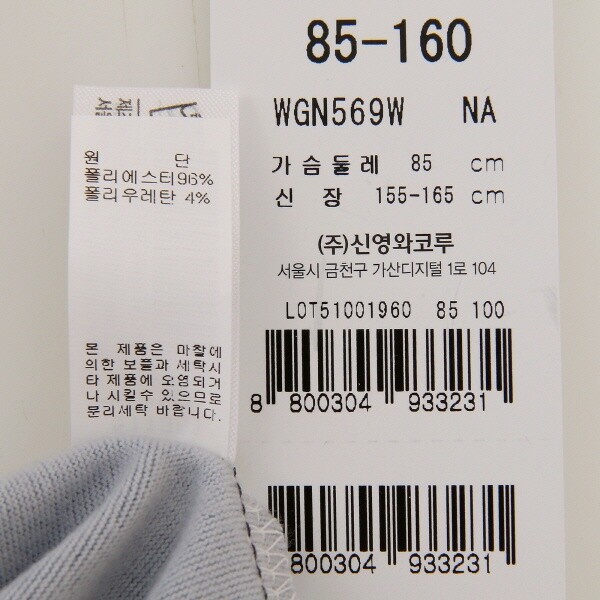 85-160
WGN569W NA
가슴둘레 85 cm
신 장 155-165 cm
(주)신영와코루
서울시 금천구 가산디지털 1로 104
LOT51001960 85 100
8 800304 933231
800304 933231
원 단
폴리에스터96%
폴리우레탄 4%
본 제품은 마찰에
의한 보풀과 세탁시
타 제품에 오염되거
나 시킬수 있으므로
분리세탁 바랍니다.